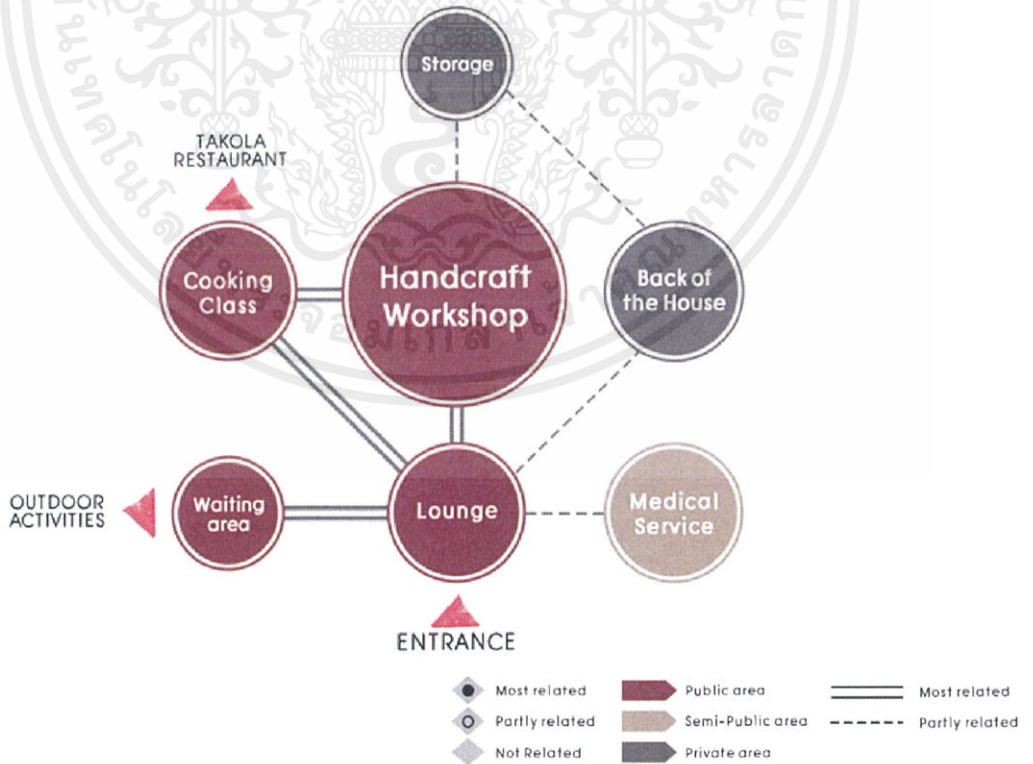 Storage
TAKOLA
RESTAURANT
Cooking
Class
Handcraft
Workshop
Back of
the House
OUTDOOR
ACTIVITIES
Waiting
area
Lounge
Medical
Service
ENTRANCE
Most related
Public area
Most related
Partly related
Semi-Public area
Partly related
Not Related
Private area